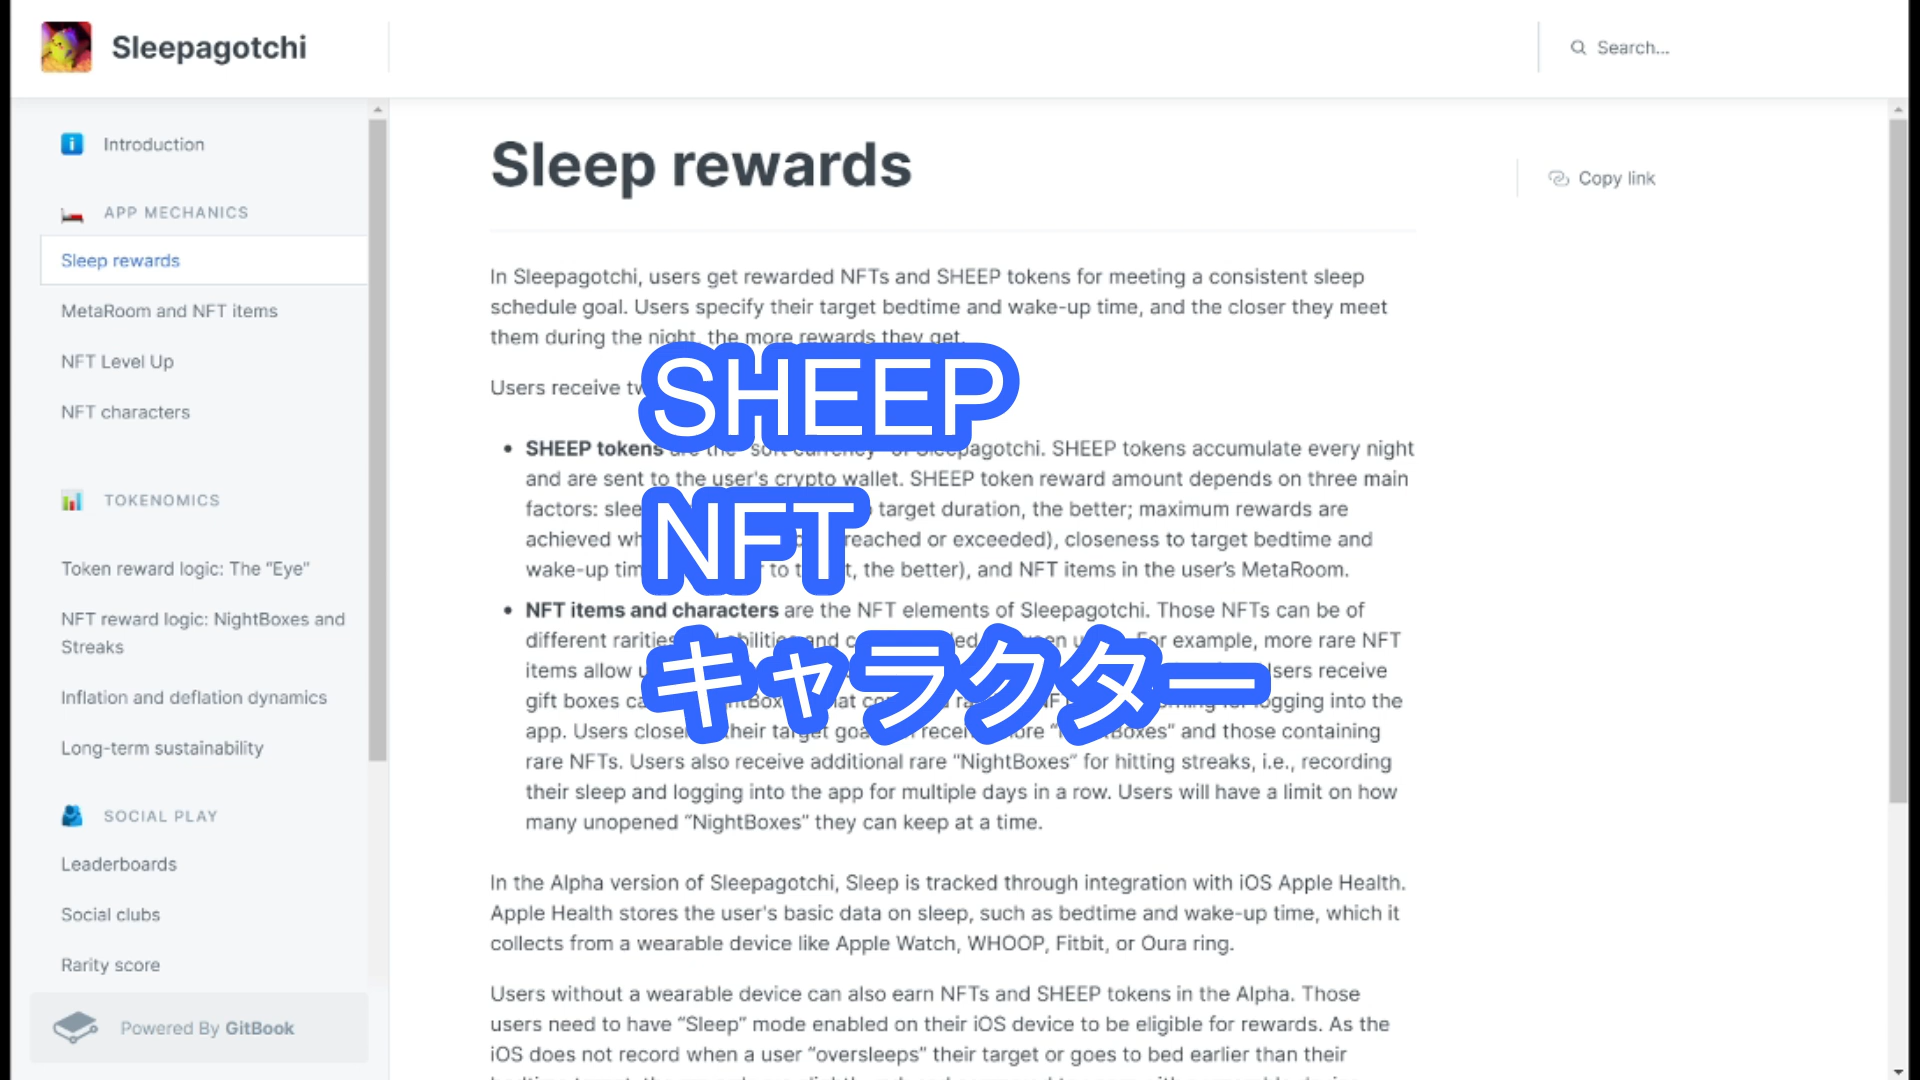 Sleepagotchi
Search...
Introduction
APP MECHANICS
Sleep rewards
MetaRoom and NFT items
NFT Level Up
NFT characters
TOKENOMICS
Token reward logic: The "Eye"
NFT reward logic: NightBoxes and
Streaks
Inflation and deflation dynamics
Long-term sustainability
SOCIAL PLAY
Leaderboards
Social clubs
Rarity score
Powered By GitBook
Sleep rewards
Copy link
In Sleepagotchi, users get rewarded NFTs and SHEEP tokens for meeting a consistent sleep
schedule goal. Users specify their target bedtime and wake-up time, and the closer they meet
them during the night, the more rewards they get.
Users receive
SHEEP
SHEEP tokens are the "soft currency" of Sleepagotchi. SHEEP tokens accumulate every night
and are sent to the user's crypto wallet. SHEEP token reward amount depends on three main
factors: target duration, the better; maximum rewards are
NFT
achieved reached or exceeded), closeness to target bedtime and
wake-up to the better), and NFT items in the user's MetaRoom.
NFT items and characters are the NFT elements of Sleepagotchi. Those NFTs can be of
different rarities and For example, more rare NFT
items allow Users receive
キャラクター
gift boxes logging into the
app. Users their target "NightBoxes" and those containing
rare NFTs. Users also receive additional rare "NightBoxes" for hitting streaks, i.e., recording
their sleep and logging into the app for multiple days in a row. Users will have a limit on how
many unopened "NightBoxes" they can keep at a time.
In the Alpha version of Sleepagotchi, Sleep is tracked through integration with iOS Apple Health.
Apple Health stores the user's basic data on sleep, such as bedtime and wake-up time, which it
collects from a wearable device like Apple Watch, WHOOP, Fitbit, or Oura ring.
Users without a wearable device can also earn NFTs and SHEEP tokens in the Alpha. Those
users need to have "Sleep" mode enabled on their iOS device to be eligible for rewards. As the
iOS does not record when a user "oversleeps" their target or goes to bed earlier than their